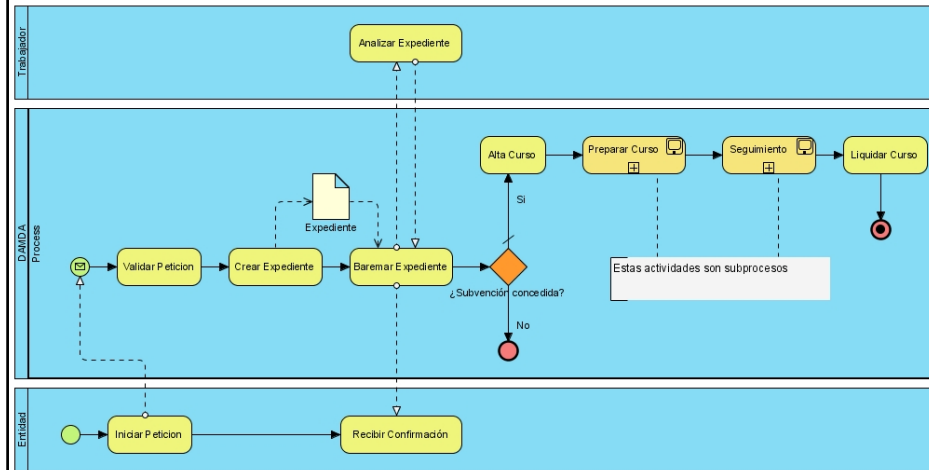 Trabajador
Analizar Expediente
DAMDA
Process
Alta Curso
Preparar Curso
Seguimiento
Liquidar Curso
Si
Expediente
Validar Peticion
Crear Expediente
Baremar Expediente
¿Subvención concedida?
Estas actividades son subprocesos
No
Entidad
Iniciar Peticion
Recibir Confirmación